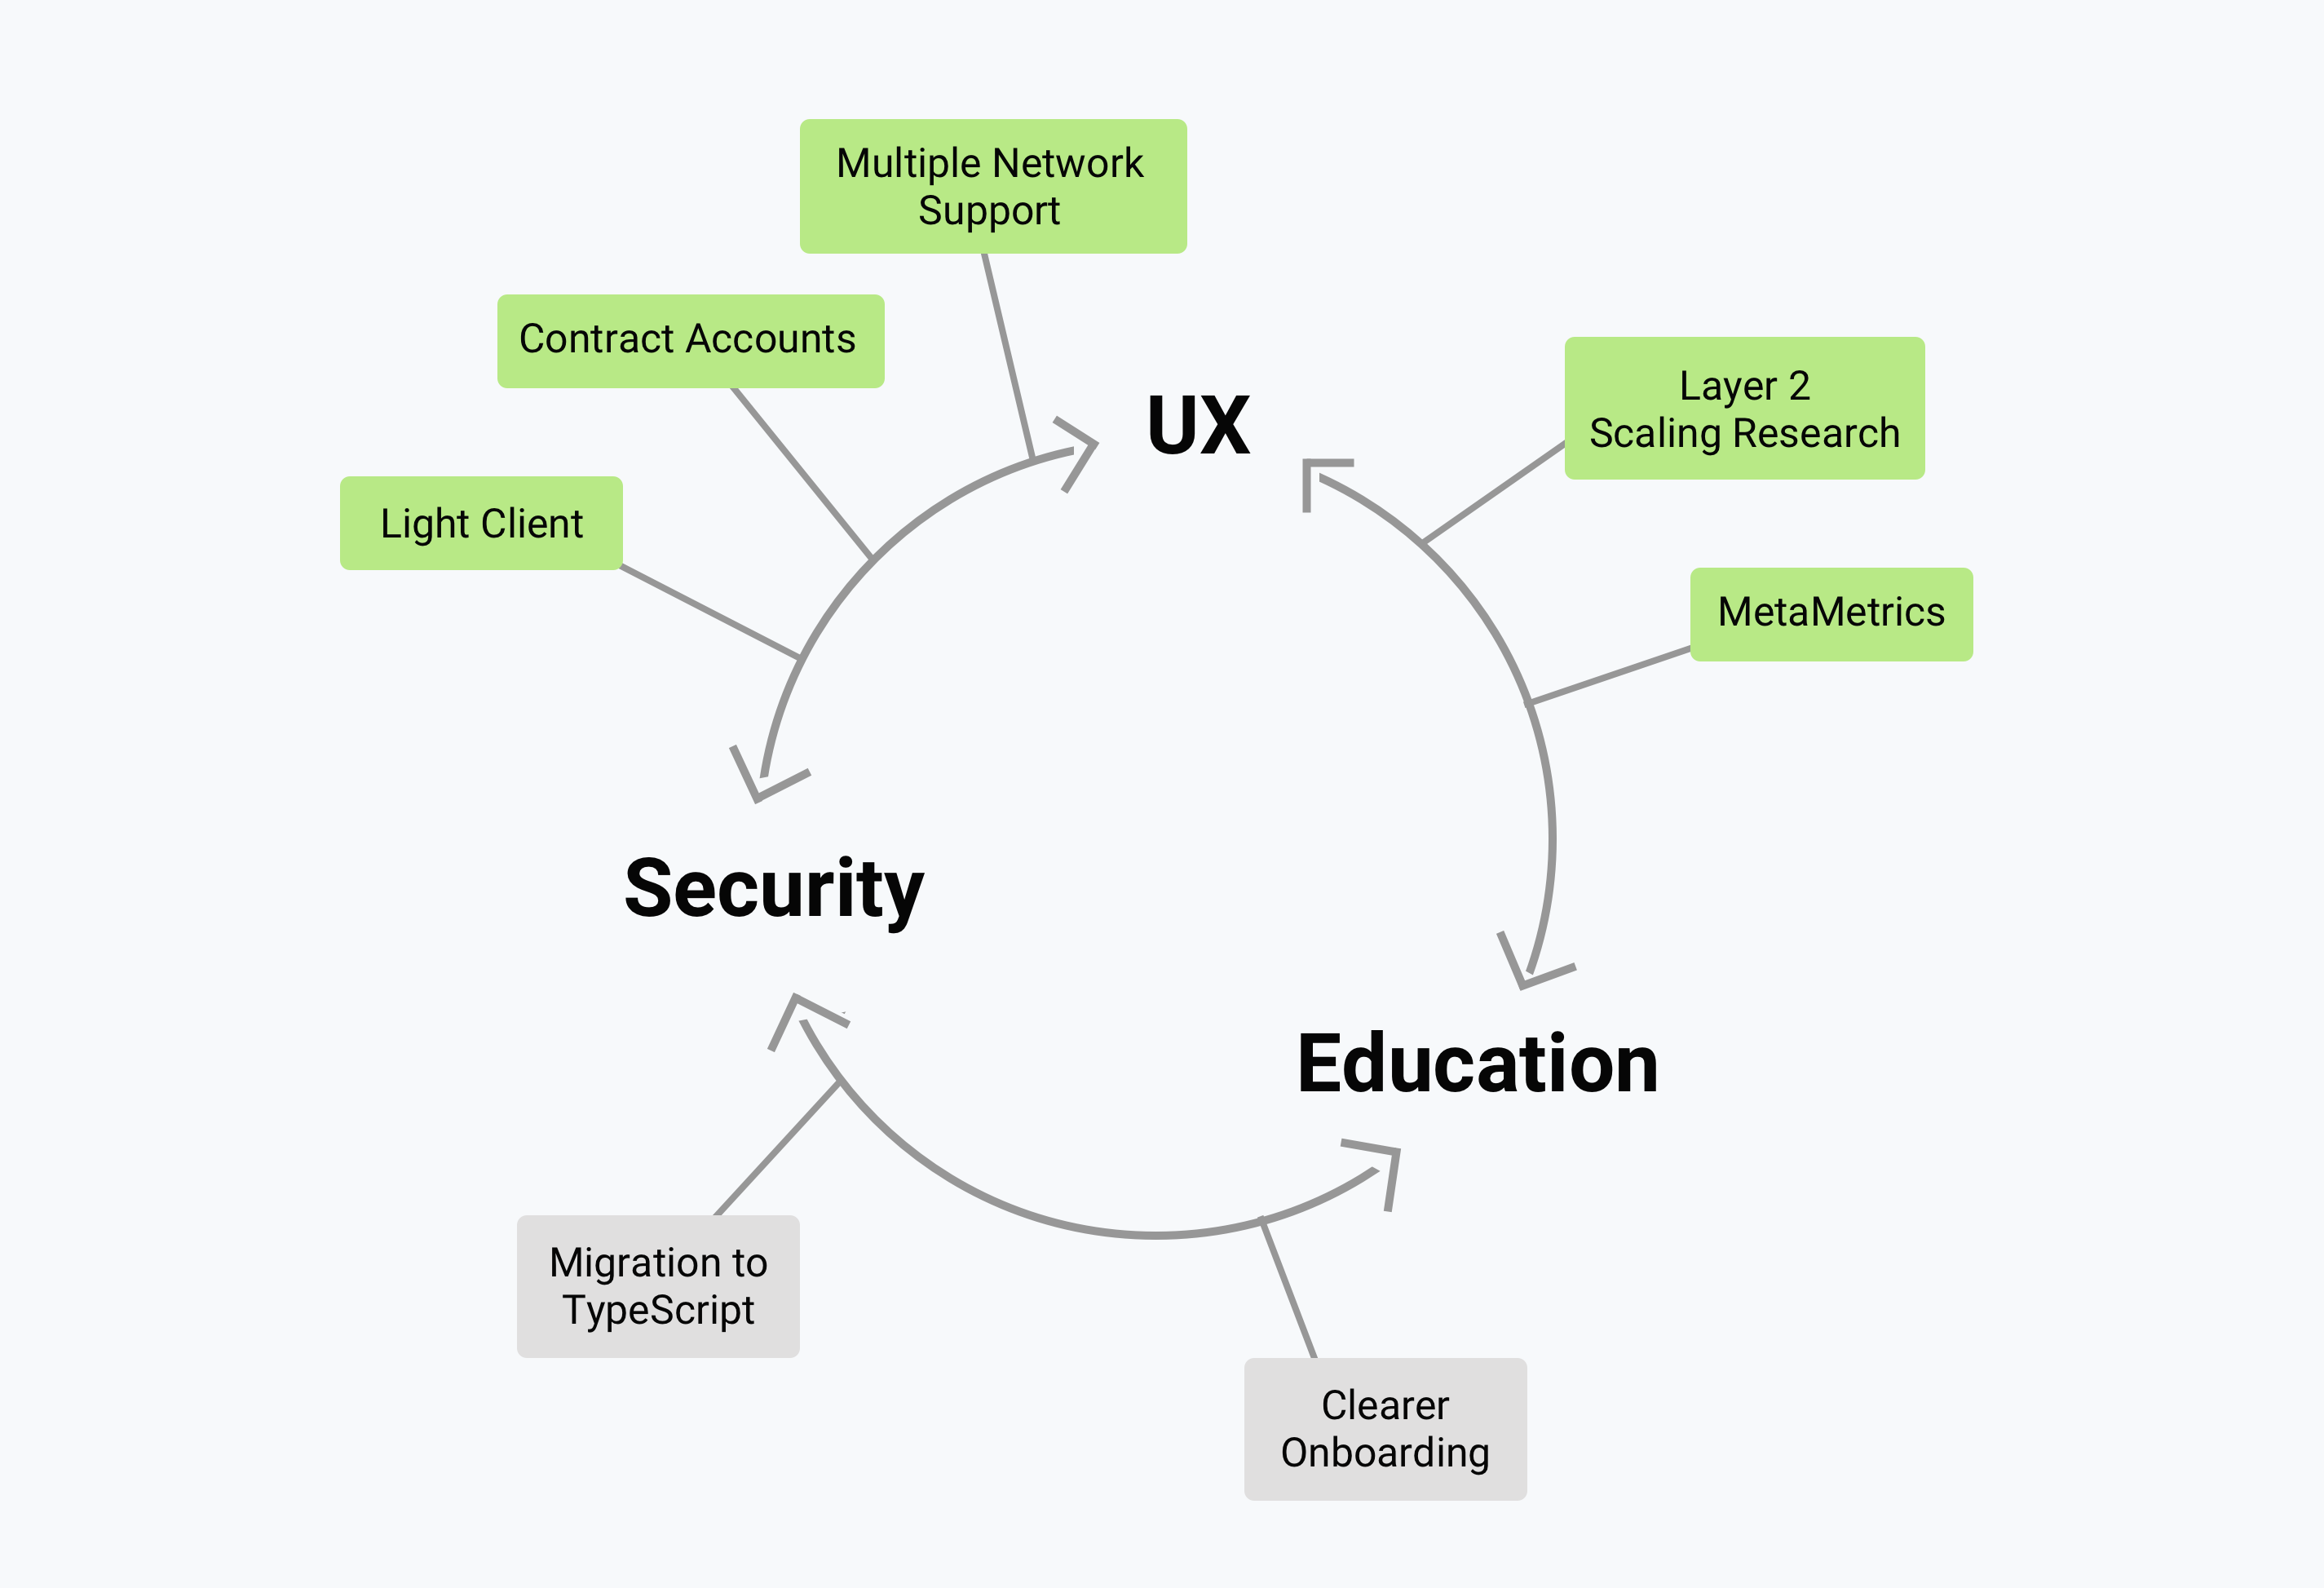 Multiple Network
Support
Contract Accounts
Light Client
UX
Layer 2
Scaling Research
MetaMetrics
Security
Education
Migration to
TypeScript
Clearer
Onboarding